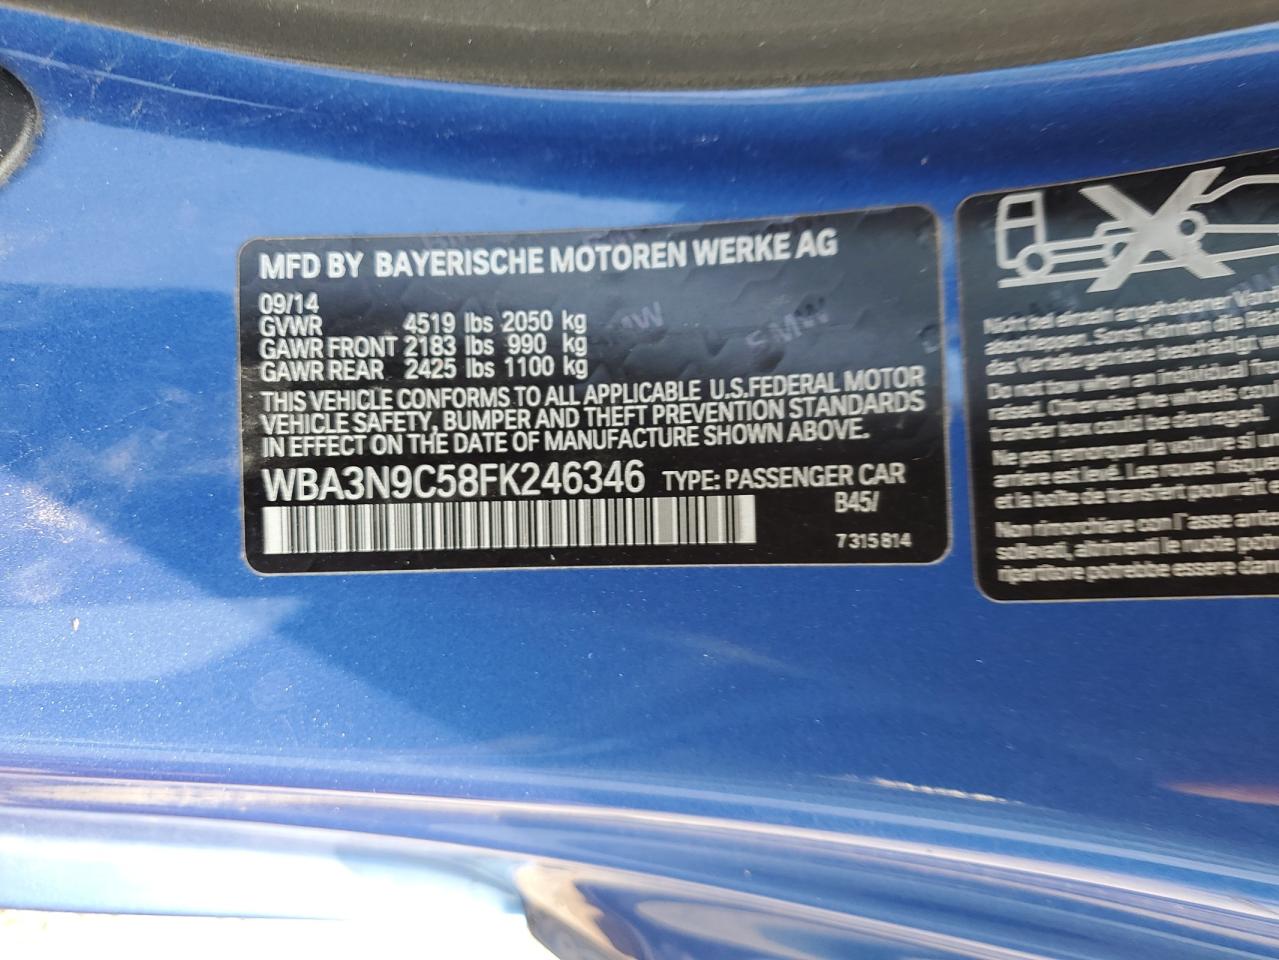 MFD BY BAYERISCHE MOTOREN WERKE AG
09/14
GVWR 4519 lbs 2050 kg
GAWR FRONT 2183 lbs 990 kg
GAWR REAR 2425 lbs 1100 kg
THIS VEHICLE CONFORMS TO ALL APPLICABLE U.S.FEDERAL MOTOR
VEHICLE SAFETY, BUMPER AND THEFT PREVENTION STANDARDS
IN EFFECT ON THE DATE OF MANUFACTURE SHOWN ABOVE.
WBA3N9C58FK246346 TYPE: PASSENGER CAR
B45/
7 315 814
Nicht bei einzeln angehobener
abschleppen. Sonst können die
das Verteilergetriebe beschädigt
Do not tow when an individual
raised. Otherwise the wheels
transfer box could be damaged.
Ne pas remorquer la voiture si
arrière est levé. Les roues
et la boîte de transfert pourrait
Non rimorchiare con l'asse
sollevati, altrimenti le ruote
ripartitore potrebbe essere